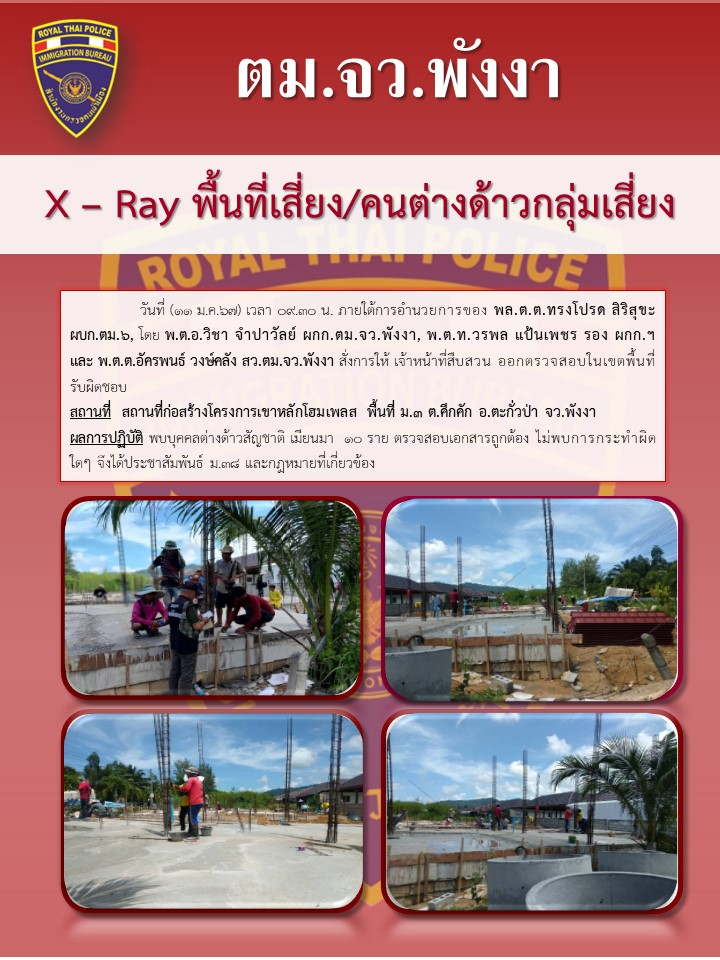 ROYAL THAI POLICE
IMMIGRATION BUREAU
สำนักงานตรวจคนเข้าเมือง
ตม.จว.พังงา
X – Ray พื้นที่เสี่ยง/คนต่างด้าวกลุ่มเสี่ยง
ROYAL THAI POLICE
วันที่ (๑๑ ม.ค.๖๗) เวลา ๐๙.๓๐ น. ภายใต้การอำนวยการของ พล.ต.ต.ทรงโปรด สิริสุขะ
ผบก.ตม.๖, โดย พ.ต.อ.วิชา จำปาวัลย์ ผกก.ตม.จว.พังงา, พ.ต.ท.วรพล แป้นเพชร รอง ผกก.ฯ
และ พ.ต.ต.อัครพนธ์ วงษ์คลัง สว.ตม.จว.พังงา สั่งการให้ เจ้าหน้าที่สืบสวน ออกตรวจสอบในเขตพื้นที่
รับผิดชอบ
สถานที่ สถานที่ก่อสร้างโครงการเขาหลักโฮมเพลส พื้นที่ ม.๓ ต.คึกคัก อ.ตะกั่วป่า จว.พังงา
ผลการปฏิบัติ พบบุคคลต่างด้าวสัญชาติ เมียนมา ๑๐ ราย ตรวจสอบเอกสารถูกต้อง ไม่พบการกระทำผิด
ใดๆ จึงได้ประชาสัมพันธ์ ม.๓๘ และกฎหมายที่เกี่ยวข้อง